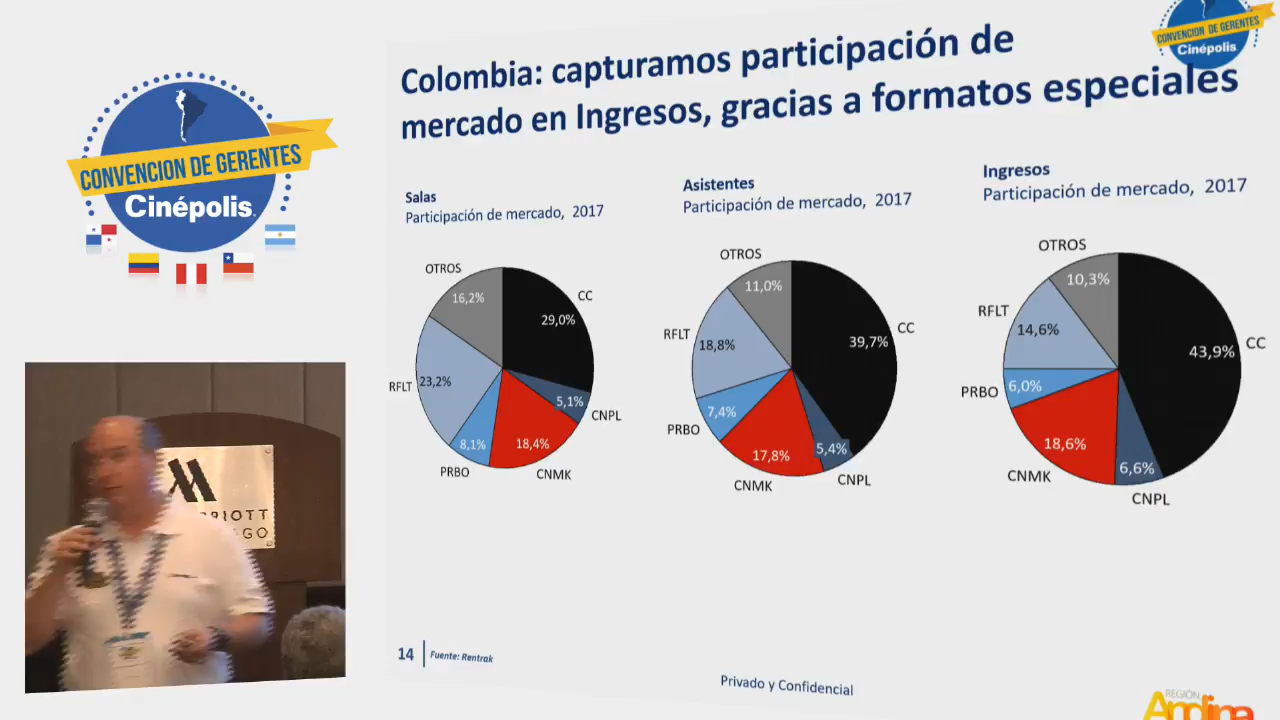 CONVENCION DE GERENTES
Cinépolis
Colombia: capturamos participación de
mercado en Ingresos, gracias a formatos especiales
CONVENCION DE GERENTES
Cinépolis
Salas
Participación de mercado, 2017
OTROS
16,2%
CC
29,0%
RFLT
23,2%
5,1%
CNPL
8,1%
18,4%
PRBO
CNMK
Asistentes
Participación de mercado, 2017
OTROS
11,0%
CC
39,7%
RFLT
18,8%
7,4%
PRBO
17,8%
5,4%
CNMK
CNPL
Ingresos
Participación de mercado, 2017
OTROS
10,3%
RFLT
14,6%
CC
43,9%
PRBO
6,0%
18,6%
6,6%
CNMK
CNPL
14
Fuente: Rentrak
Privado y Confidencial
REGIÓN